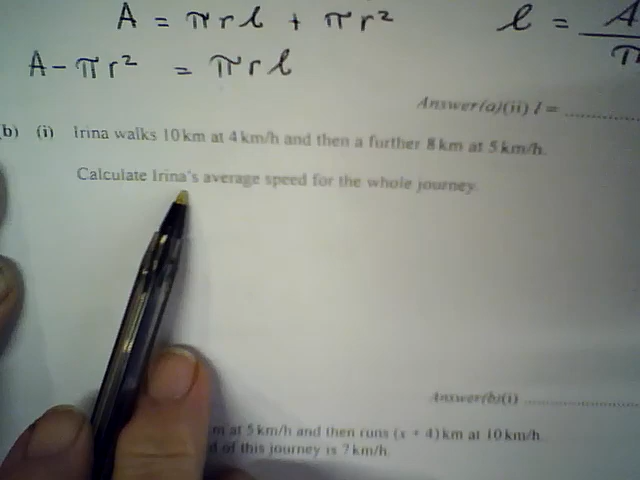 A = πrl + πr²
l = A
π
A - πr² = πrl
Answer(a)(ii) l = ...............
b) (i) Irina walks 10 km at 4 km/h and then a further 8 km at 5 km/h.
Calculate Irina's average speed for the whole journey.
Answer(b)(i) ...............
m at 5 km/h and then runs (x + 4) km at 10 km/h.
of this journey is 7 km/h.